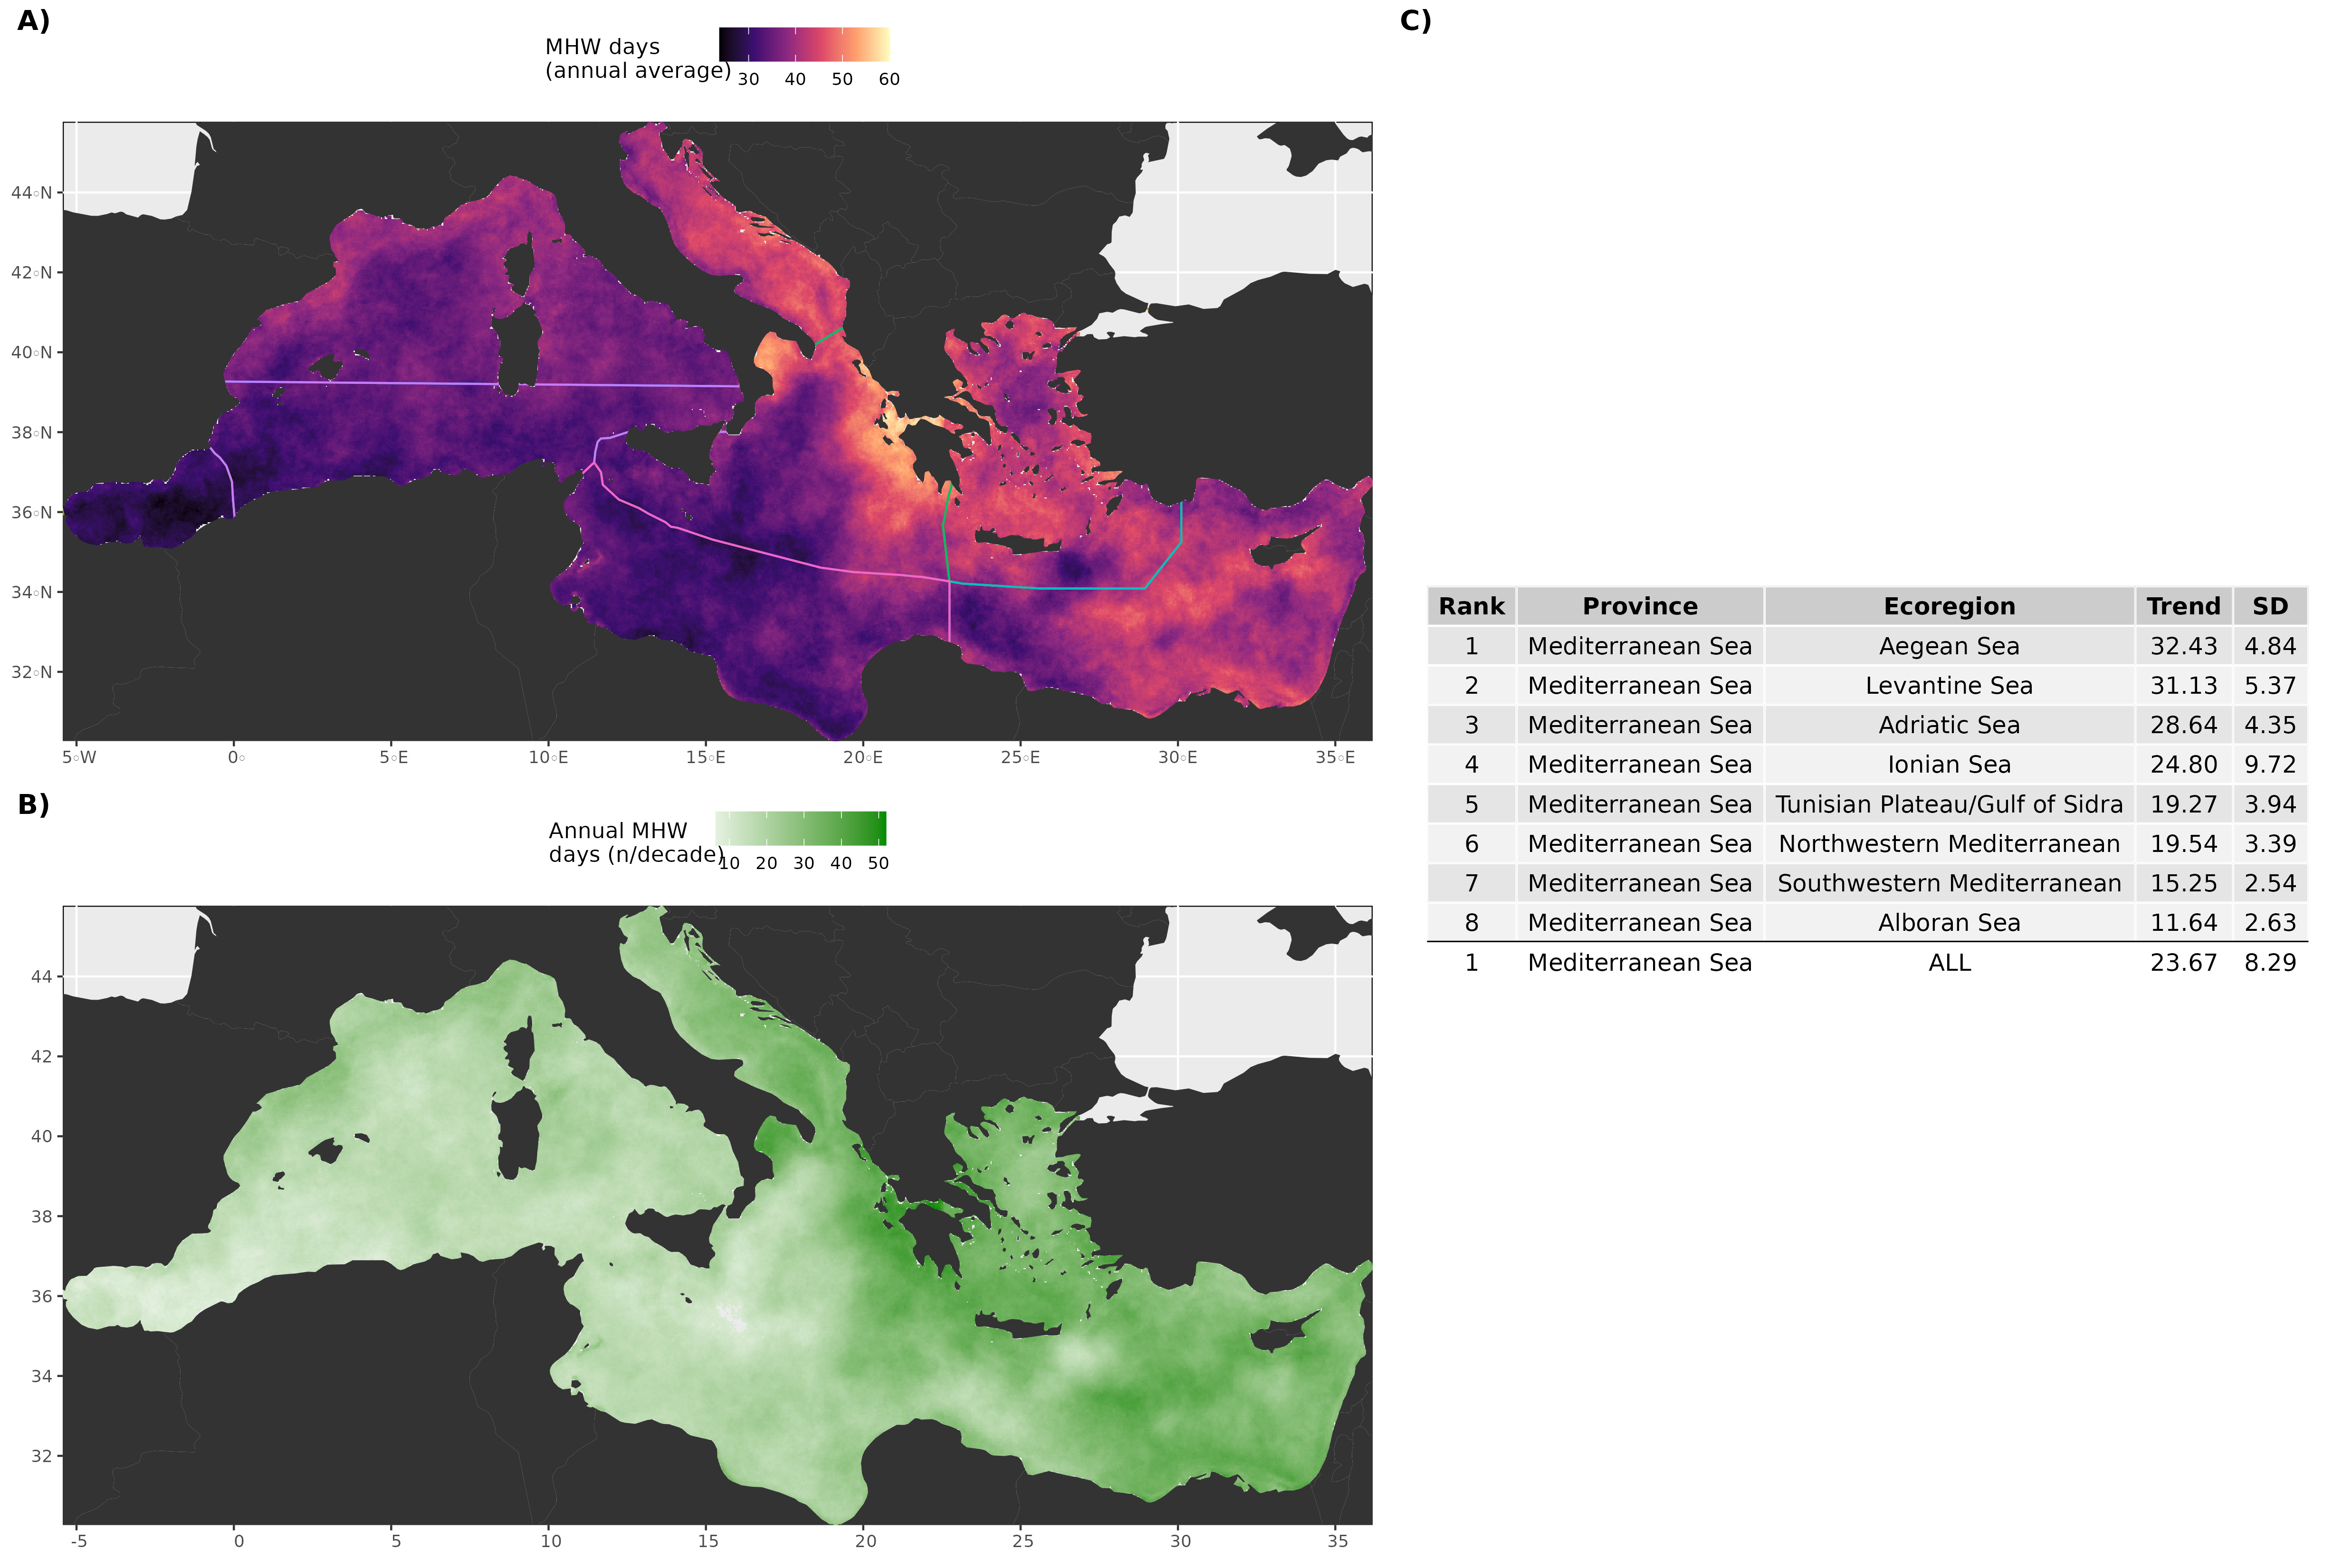 A)
MHW days
(annual average)
30 40 50 60
44◦N
42◦N
40◦N
38◦N
36◦N
34◦N
32◦N
5◦W 0◦ 5◦E 10◦E 15◦E 20◦E 25◦E 30◦E 35◦E
B)
Annual MHW
days (n/decade)
10 20 30 40 50
44
42
40
38
36
34
32
-5 0 5 10 15 20 25 30 35
C)
Rank Province Ecoregion Trend SD
1 Mediterranean Sea Aegean Sea 32.43 4.84
2 Mediterranean Sea Levantine Sea 31.13 5.37
3 Mediterranean Sea Adriatic Sea 28.64 4.35
4 Mediterranean Sea Ionian Sea 24.80 9.72
5 Mediterranean Sea Tunisian Plateau/Gulf of Sidra 19.27 3.94
6 Mediterranean Sea Northwestern Mediterranean 19.54 3.39
7 Mediterranean Sea Southwestern Mediterranean 15.25 2.54
8 Mediterranean Sea Alboran Sea 11.64 2.63
1 Mediterranean Sea ALL 23.67 8.29